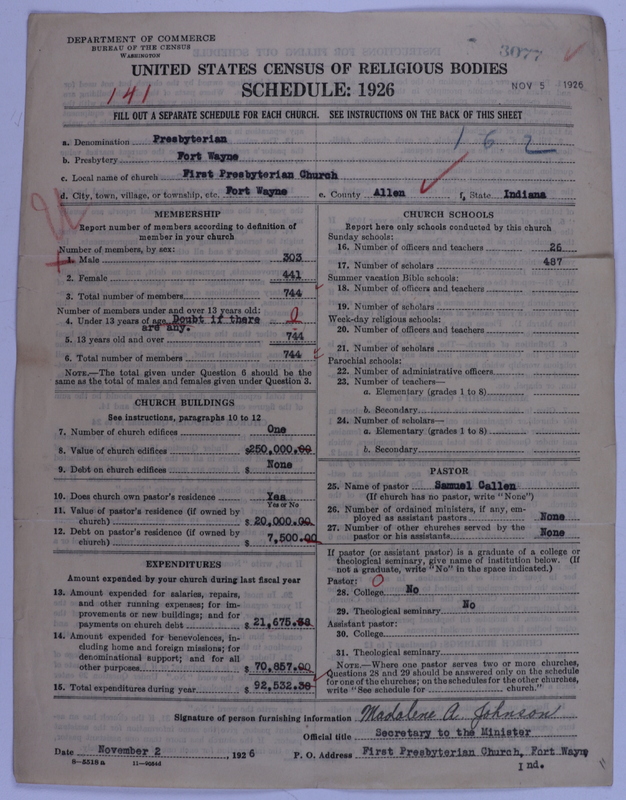 DEPARTMENT OF COMMERCE
BUREAU OF THE CENSUS
WASHINGTON
3077
UNITED STATES CENSUS OF RELIGIOUS BODIES
141
SCHEDULE: 1926
NOV 5 1926
FILL OUT A SEPARATE SCHEDULE FOR EACH CHURCH. SEE INSTRUCTIONS ON THE BACK OF THIS SHEET
a. Denomination Presbyterian
162
b. Presbytery Fort Wayne
c. Local name of church First Presbyterian Church
d. City, town, village, or township, etc. Fort Wayne e. County Allen f. State Indiana
MEMBERSHIP
Report number of members according to definition of
member in your church
Number of members, by sex:
1. Male 303
2. Female 441
3. Total number of members 744
Number of members under and over 13 years old:
4. Under 13 years of age Doubt if there 0
are any.
5. 13 years old and over 744
6. Total number of members 744
NOTE.—The total given under Question 6 should be the
same as the total of males and females given under Question 3.
CHURCH BUILDINGS
See instructions, paragraphs 10 to 12
7. Number of church edifices One
8. Value of church edifices $250,000.00
9. Debt on church edifices $ None
10. Does church own pastor's residence Yes
Yes or No
11. Value of pastor's residence (if owned by
church) $ 20,000.00
12. Debt on pastor's residence (if owned by
church) $ 7,500.00
EXPENDITURES
Amount expended by your church during last fiscal year
13. Amount expended for salaries, repairs,
and other running expenses; for im-
provements or new buildings; and for
payments on church debt $ 21,675.38
14. Amount expended for benevolences, in-
cluding home and foreign missions; for
denominational support; and for all
other purposes $ 70,857.00
15. Total expenditures during year $ 92,532.38
CHURCH SCHOOLS
Report here only schools conducted by this church
Sunday schools:
16. Number of officers and teachers 26
17. Number of scholars 487
Summer vacation Bible schools:
18. Number of officers and teachers
19. Number of scholars
Week-day religious schools:
20. Number of officers and teachers
21. Number of scholars
Parochial schools:
22. Number of administrative officers
23. Number of teachers—
a. Elementary (grades 1 to 8)
b. Secondary
24. Number of scholars—
a. Elementary (grades 1 to 8)
b. Secondary
PASTOR
25. Name of pastor Samuel Callen
(If church has no pastor, write "None")
26. Number of ordained ministers, if any, em-
ployed as assistant pastors None
27. Number of other churches served by the
pastor or his assistants None
If pastor (or assistant pastor) is a graduate of a college or
theological seminary, give name of institution below. (If
not a graduate, write "No" in the space indicated.)
Pastor: 0
28. College No
29. Theological seminary No
Assistant pastor:
30. College
31. Theological seminary
NOTE.—Where one pastor serves two or more churches,
Questions 28 and 29 should be answered only on the schedule
for one of the churches; on the schedules for the other churches,
write "See schedule for church."
Signature of person furnishing information Madalene A. Johnson
Official title Secretary to the Minister
Date November 2, 1926 P. O. Address First Presbyterian Church, Fort Wayne
Ind.
8-5518a